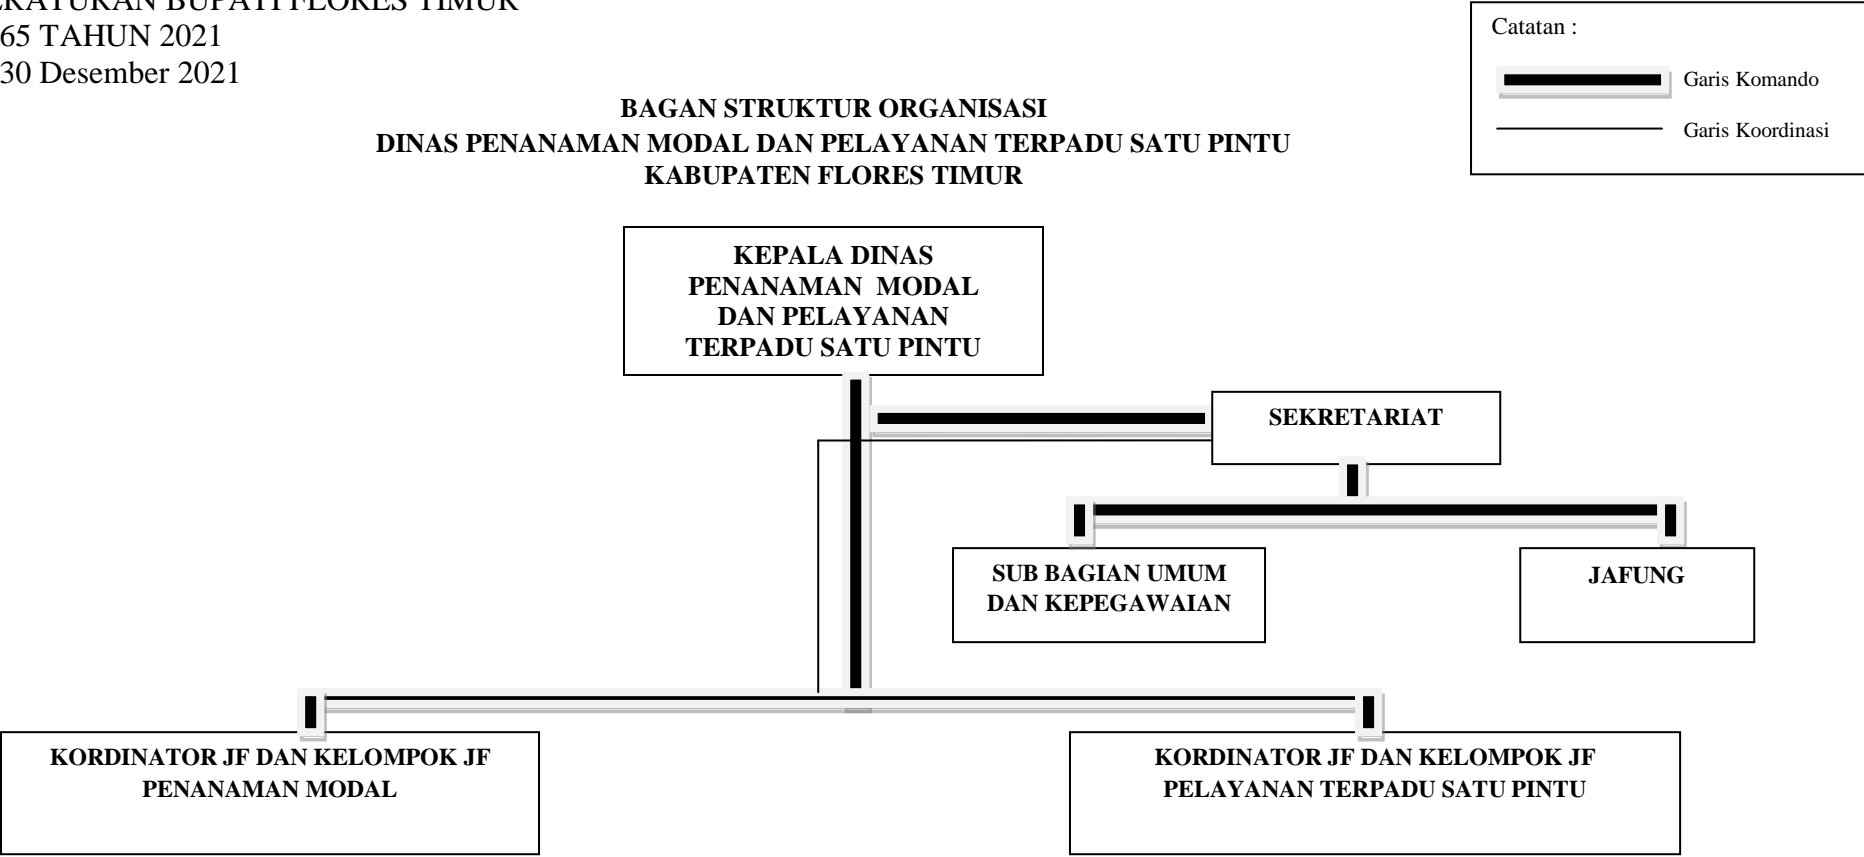 65 TAHUN 2021
30 Desember 2021
Catatan :
Garis Komando
Garis Koordinasi
BAGAN STRUKTUR ORGANISASI
DINAS PENANAMAN MODAL DAN PELAYANAN TERPADU SATU PINTU
KABUPATEN FLORES TIMUR
KEPALA DINAS
PENANAMAN MODAL
DAN PELAYANAN
TERPADU SATU PINTU
SEKRETARIAT
SUB BAGIAN UMUM
DAN KEPEGAWAIAN
JAFUNG
KORDINATOR JF DAN KELOMPOK JF
PENANAMAN MODAL
KORDINATOR JF DAN KELOMPOK JF
PELAYANAN TERPADU SATU PINTU